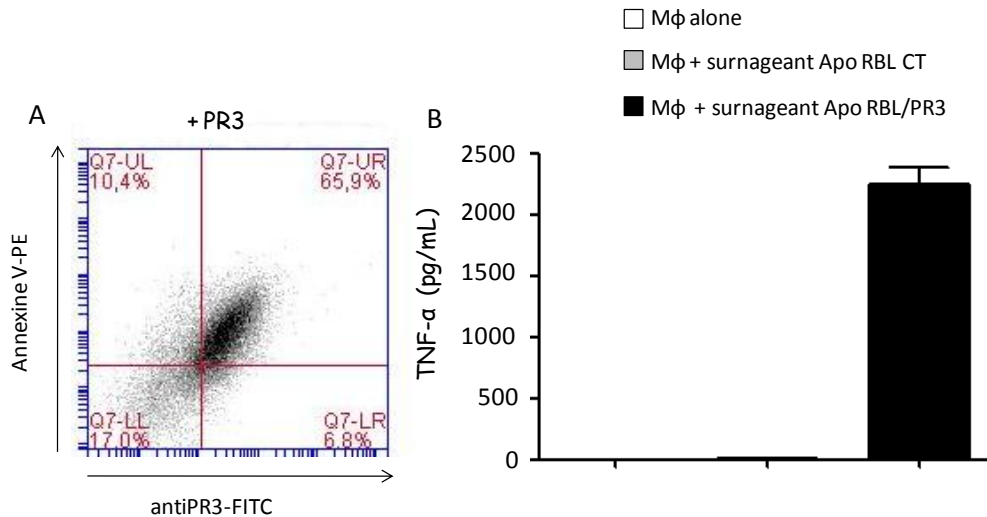 Mϕ alone
Mϕ + surnageant Apo RBL CT
Mϕ + surnageant Apo RBL/PR3
A
+ PR3
Q7-UL
10,4%
Q7-UR
65,9%
Q7-LL
17,0%
Q7-LR
6,8%
Annexine V-PE
antiPR3-FITC
B
TNF-α (pg/mL)
2500
2000
1500
1000
500
0